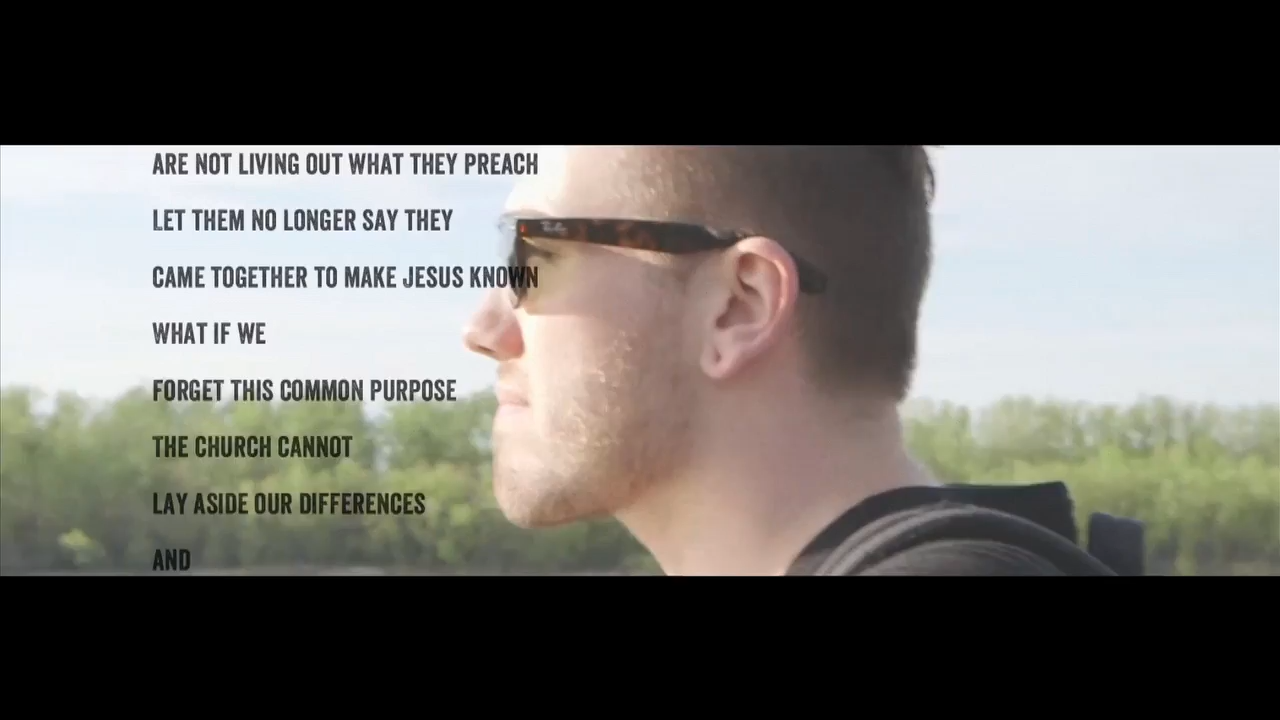 ARE NOT LIVING OUT WHAT THEY PREACH
LET THEM NO LONGER SAY THEY
CAME TOGETHER TO MAKE JESUS KNOWN
WHAT IF WE
FORGET THIS COMMON PURPOSE
THE CHURCH CANNOT
LAY ASIDE OUR DIFFERENCES
AND